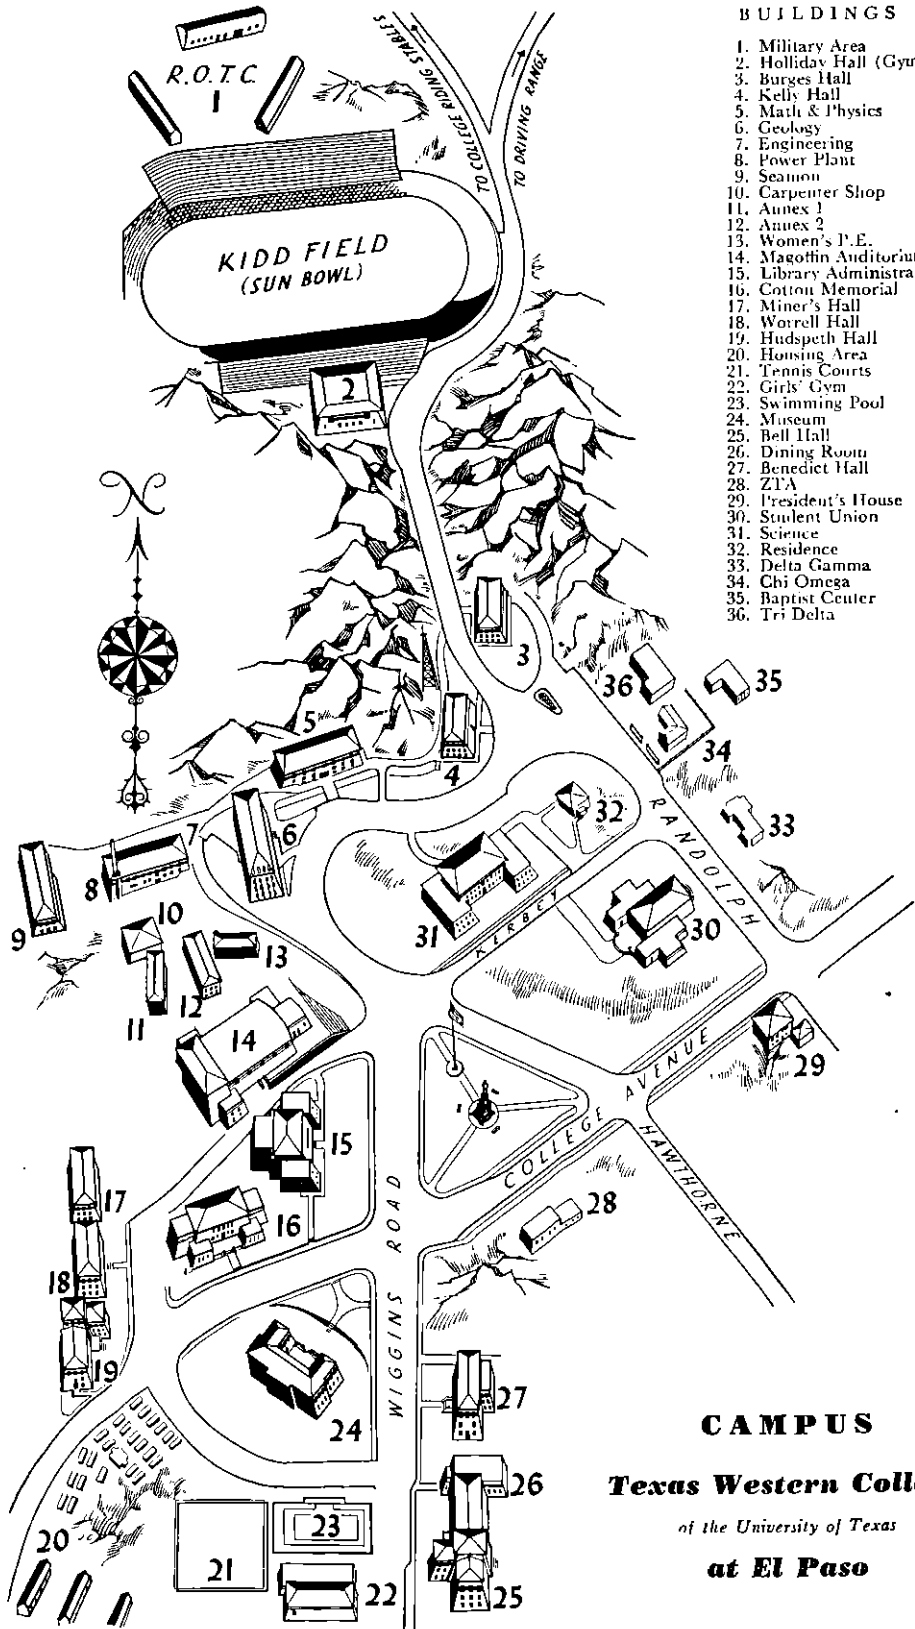 BUILDINGS
1. Military Area
2. Holliday Hall (Gym
3. Burges Hall
4. Kelly Hall
5. Math & Physics
6. Geology
7. Engineering
8. Power Plant
9. Seamon
10. Carpenter Shop
11. Annex 1
12. Annex 2
13. Women's P.E.
14. Magoffin Auditoriu
15. Library Administra
16. Cotton Memorial
17. Miner's Hall
18. Worrell Hall
19. Hudspeth Hall
20. Housing Area
21. Tennis Courts
22. Girls' Gym
23. Swimming Pool
24. Museum
25. Bell Hall
26. Dining Room
27. Benedict Hall
28. ZTA
29. President's House
30. Student Union
31. Science
32. Residence
33. Delta Gamma
34. Chi Omega
35. Baptist Center
36. Tri Delta
R.O.T.C
1
TO COLLEGE RIDING STABLES
TO DRIVING RANGE
KIDD FIELD
(SUN BOWL)
2
N
3
36
35
5
4
34
7
6
32
RANDOLPH
33
8
9
10
31
KERBEY
30
13
12
11
14
29
COLLEGE AVENUE
15
HAWTHORNE
17
16
WIGGINS ROAD
28
18
19
27
24
26
20
23
21
22
25
CAMPUS
Texas Western Coll
of the University of Texas
at El Paso